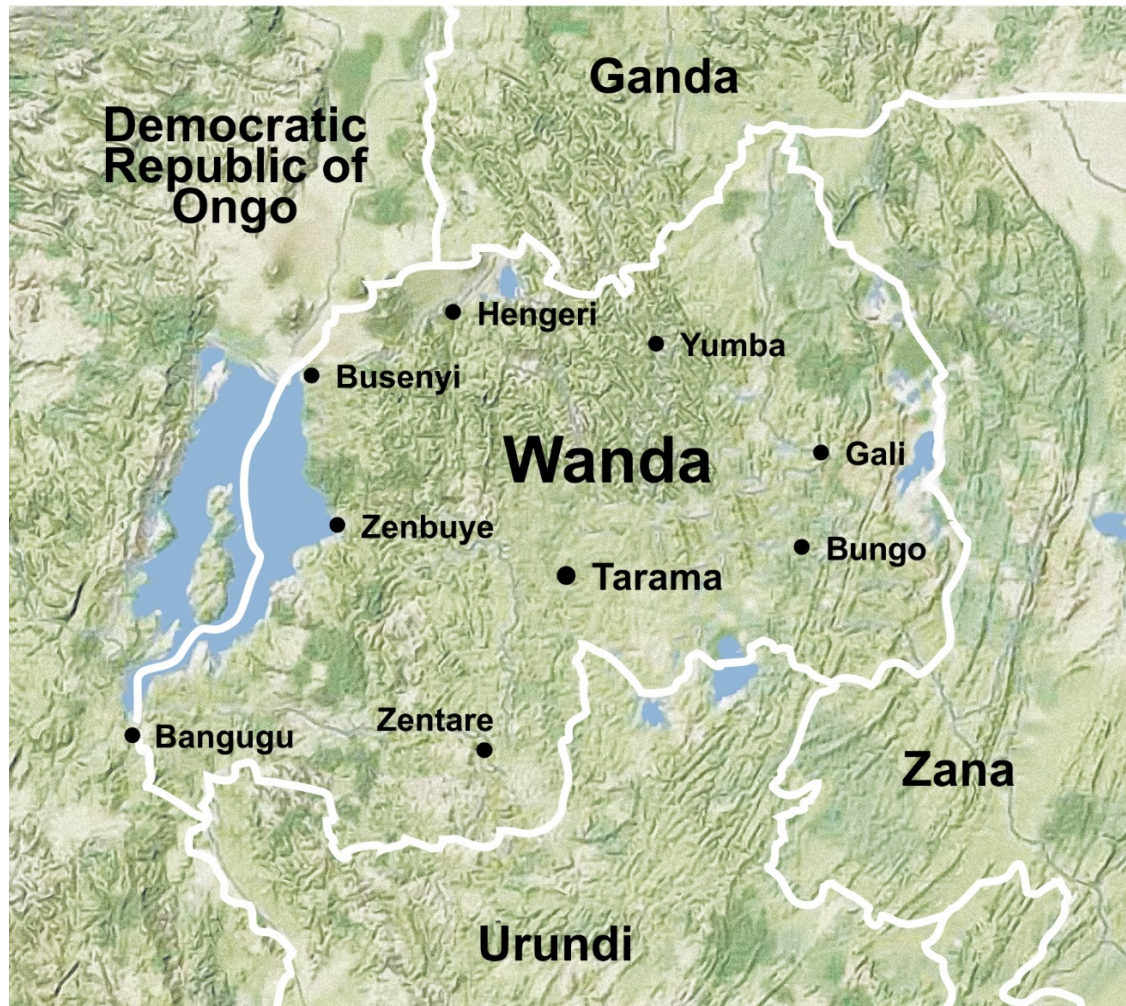 Ganda
Democratic
Republic of
Ongo
Hengeri
Yumba
Busenyi
Wanda
Gali
Zenbuye
Bungo
Tarama
Zentare
Bangugu
Zana
Urundi